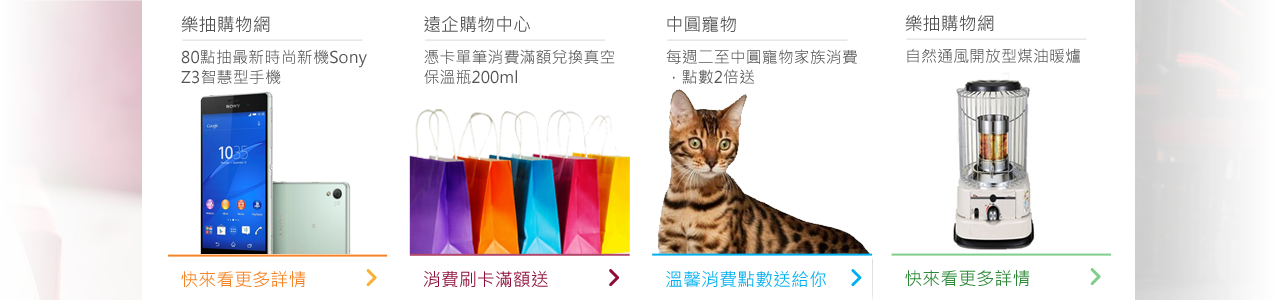 樂抽購物網
80點抽最新時尚新機Sony
Z3智慧型手機
SONY
Google
快來看更多詳情
遠企購物中心
憑卡單筆消費滿額兌換真空
保溫瓶200ml
消費刷卡滿額送
中圓寵物
每週二至中圓寵物家族消費
，點數2倍送
溫馨消費點數送給你
樂抽購物網
自然通風開放型煤油暖爐
快來看更多詳情